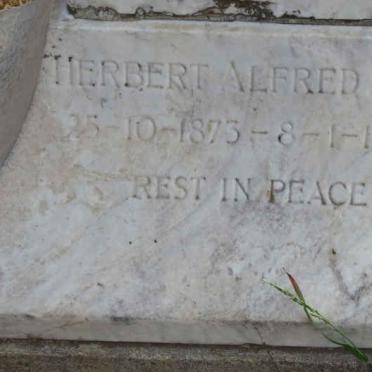 HERBERT ALFRED
25-10-1873-8-1-1
REST IN PEACE